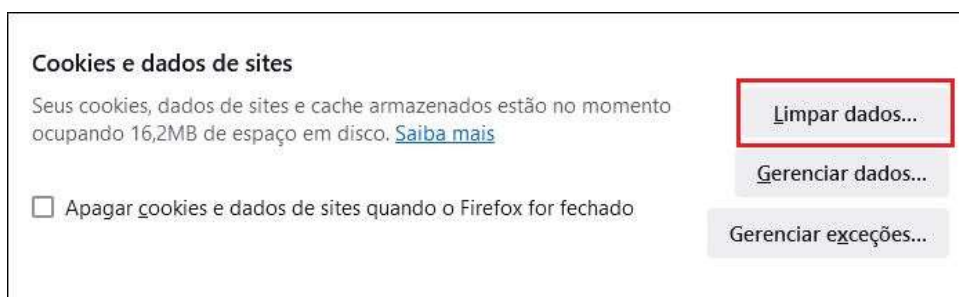 Cookies e dados de sites
Seus cookies, dados de sites e cache armazenados estão no momento
ocupando 16,2MB de espaço em disco. Saiba mais
Limpar dados...
Gerenciar dados...
Apagar cookies e dados de sites quando o Firefox for fechado
Gerenciar exceções...